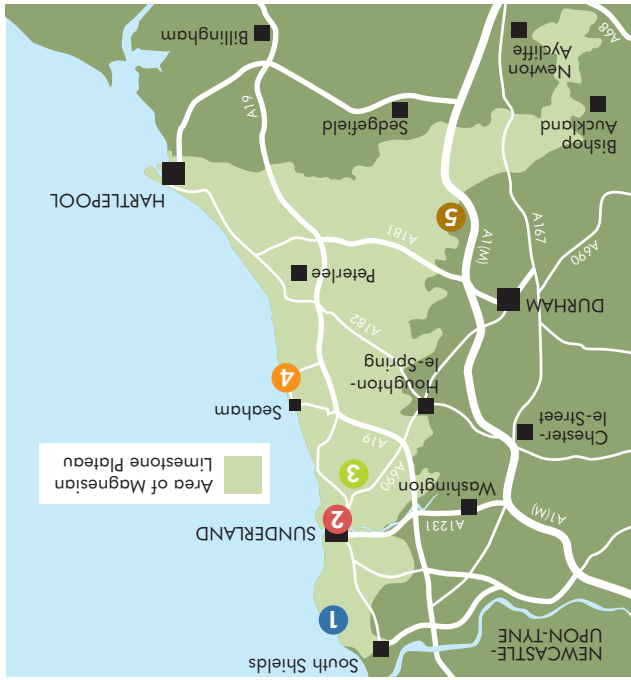 NEWCASTLE-
UPON-TYNE
South Shields
1
A1(M)
A1231
Washington
SUNDERLAND
2
A690
3
Area of Magnesian
Limestone Plateau
Chester-
le-Street
A19
Seaham
Houghton-
le-Spring
4
A182
DURHAM
Peterlee
A690
A167
A1(M)
A181
5
HARTLEPOOL
Bishop
Auckland
Sedgefield
A19
Newton
Aycliffe
A68
Billingham